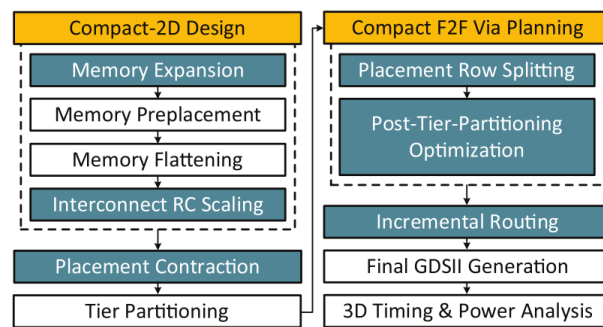 Compact-2D Design
Memory Expansion
Memory Preplacement
Memory Flattening
Interconnect RC Scaling
Placement Contraction
Tier Partitioning
Compact F2F Via Planning
Placement Row Splitting
Post-Tier-Partitioning
Optimization
Incremental Routing
Final GDSII Generation
3D Timing & Power Analysis